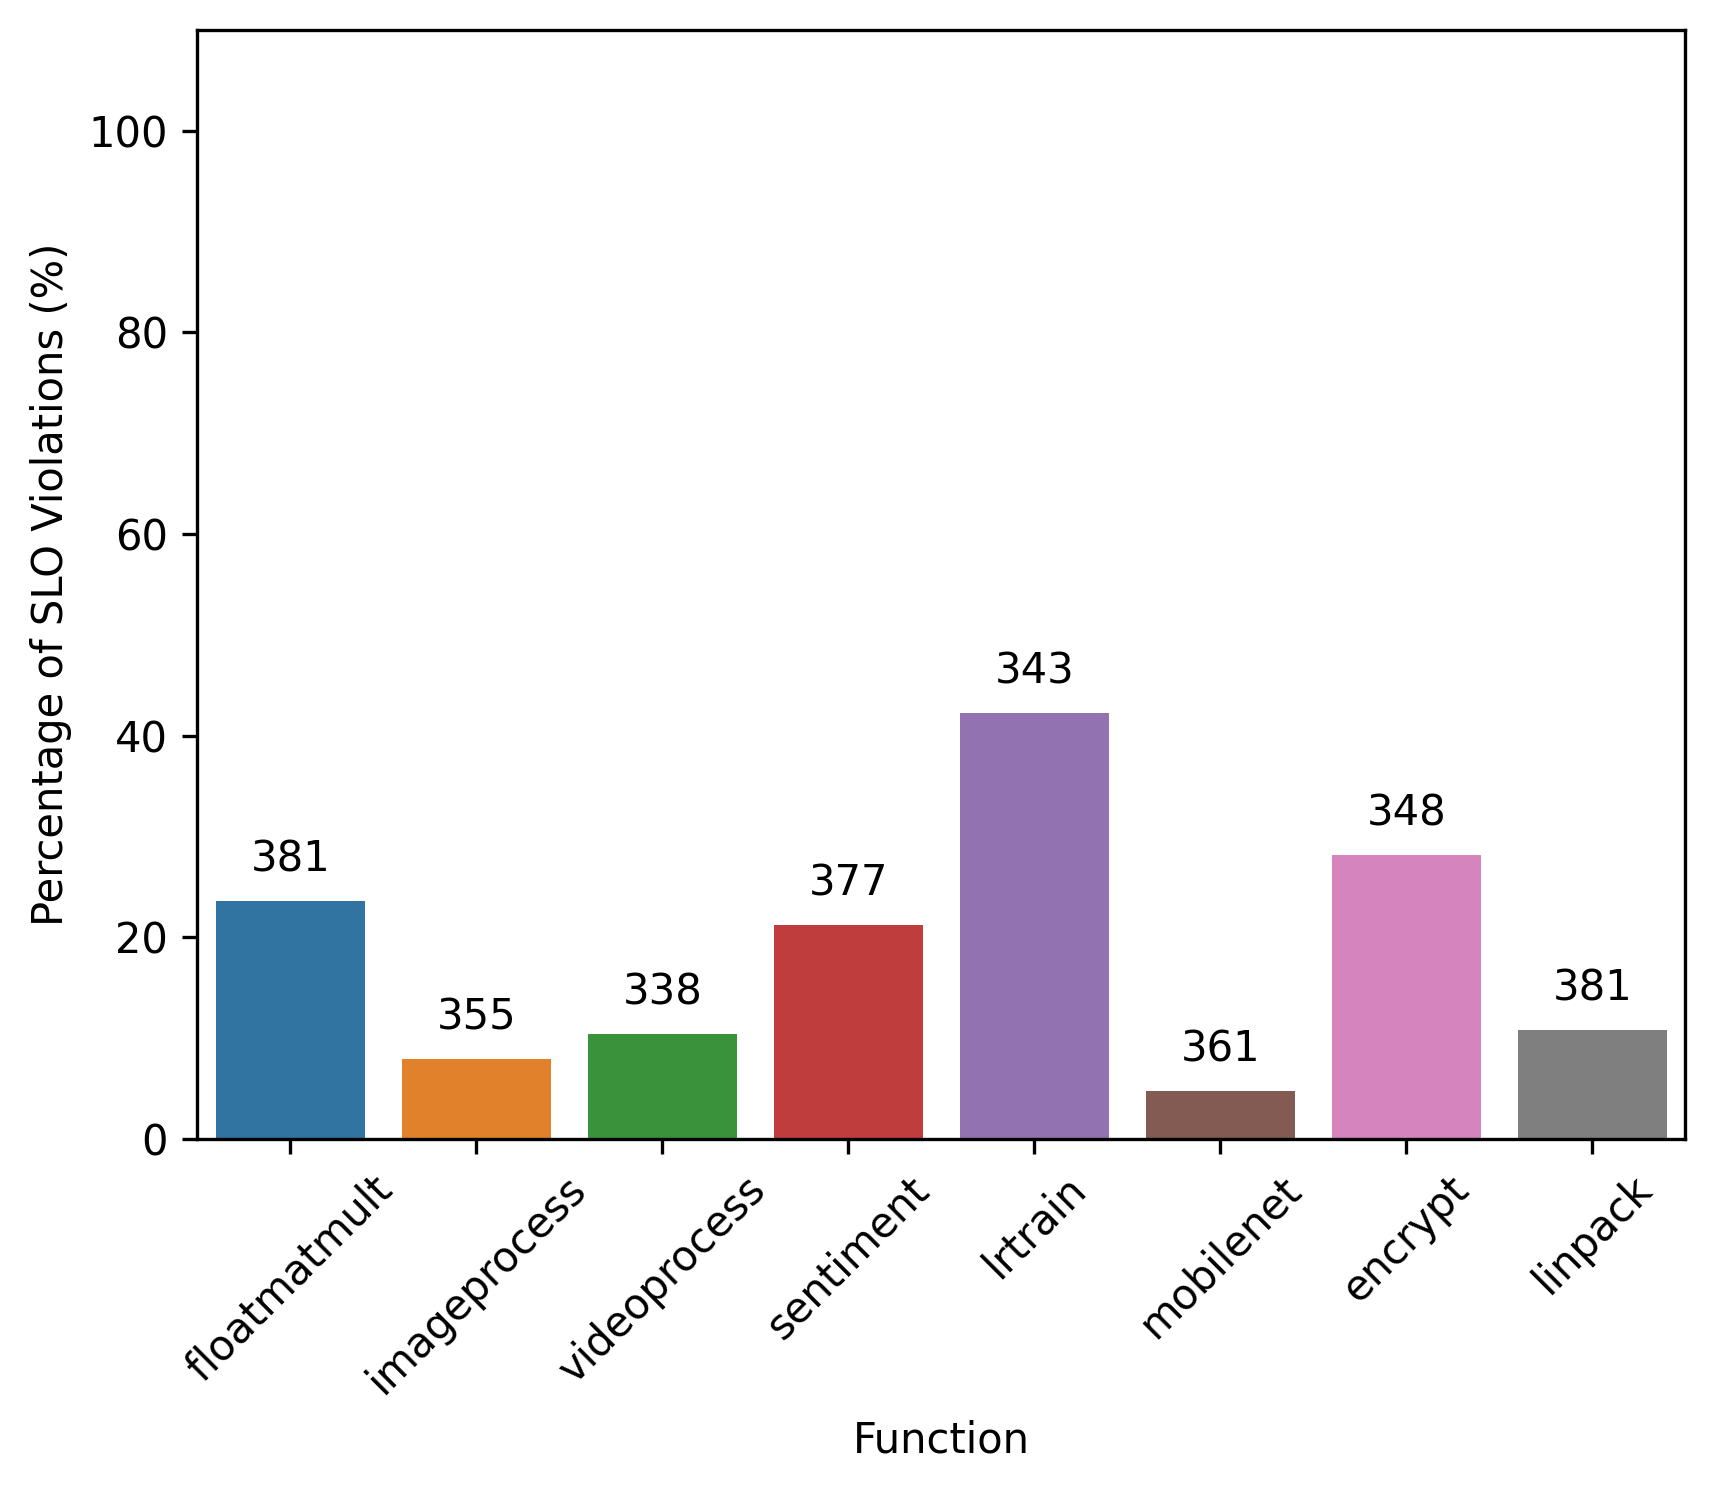 Percentage of SLO Violations (%)
100
80
60
40
20
0
381
355
338
377
343
361
348
381
floatmatmult
imageprocess
videoprocess
sentiment
lrtrain
mobilenet
encrypt
linpack
Function